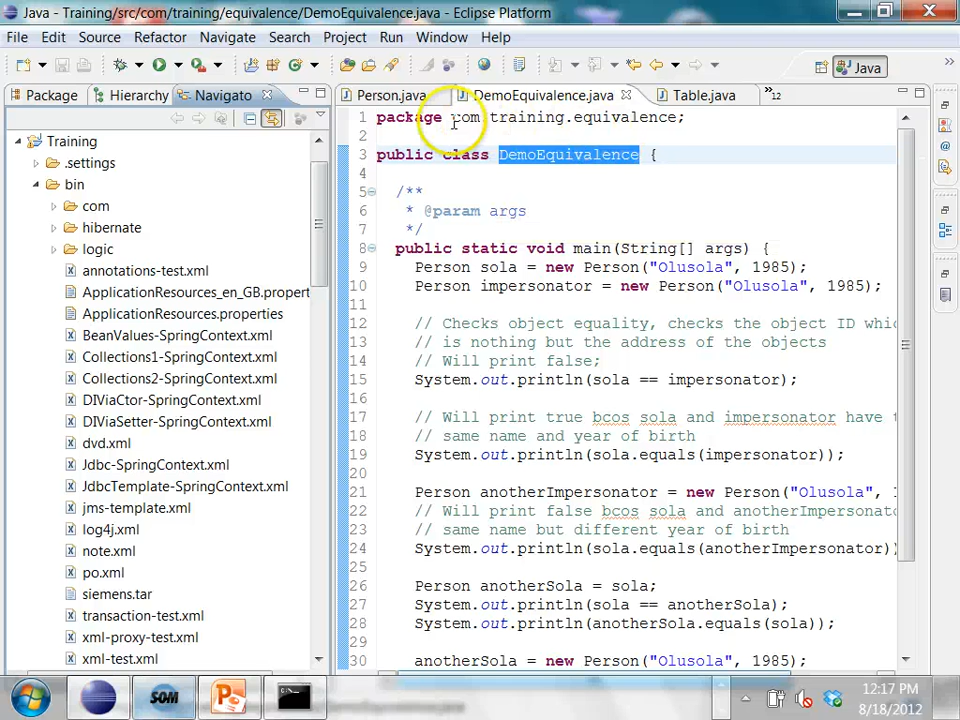 Java - Training/src/com/training/equivalence/DemoEquivalence.java - Eclipse Platform
File Edit Source Refactor Navigate Search Project Run Window Help
Java
Package Hierarchy Navigato
Person.java DemoEquivalence.java Table.java »12
Training
.settings
bin
com
hibernate
logic
annotations-test.xml
ApplicationResources_en_GB.propert
ApplicationResources.properties
BeanValues-SpringContext.xml
Collections1-SpringContext.xml
Collections2-SpringContext.xml
DIViaCtor-SpringContext.xml
DIViaSetter-SpringContext.xml
dvd.xml
Jdbc-SpringContext.xml
JdbcTemplate-SpringContext.xml
jms-template.xml
log4j.xml
note.xml
po.xml
siemens.tar
transaction-test.xml
xml-proxy-test.xml
xml-test.xml
1 package com.training.equivalence;
2
3 public class DemoEquivalence {
4
5 /**
6 * @param args
7 */
8 public static void main(String[] args) {
9 Person sola = new Person("Olusola", 1985);
10 Person impersonator = new Person("Olusola", 1985);
11
12 // Checks object equality, checks the object ID whic
13 // is nothing but the address of the objects
14 // Will print false;
15 System.out.println(sola == impersonator);
16
17 // Will print true bcos sola and impersonator have t
18 // same name and year of birth
19 System.out.println(sola.equals(impersonator));
20
21 Person anotherImpersonator = new Person("Olusola", 1
22 // Will print false bcos sola and anotherImpersonato
23 // same name but different year of birth
24 System.out.println(sola.equals(anotherImpersonator))
25
26 Person anotherSola = sola;
27 System.out.println(sola == anotherSola);
28 System.out.println(anotherSola.equals(sola));
29
30 anotherSola = new Person("Olusola", 1985);
SOM
12:17 PM
8/18/2012